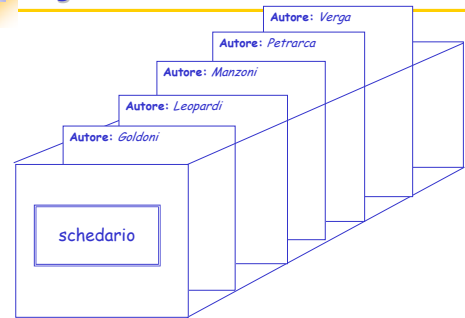 Autore: Verga
Autore: Petrarca
Autore: Manzoni
Autore: Leopardi
Autore: Goldoni
schedario